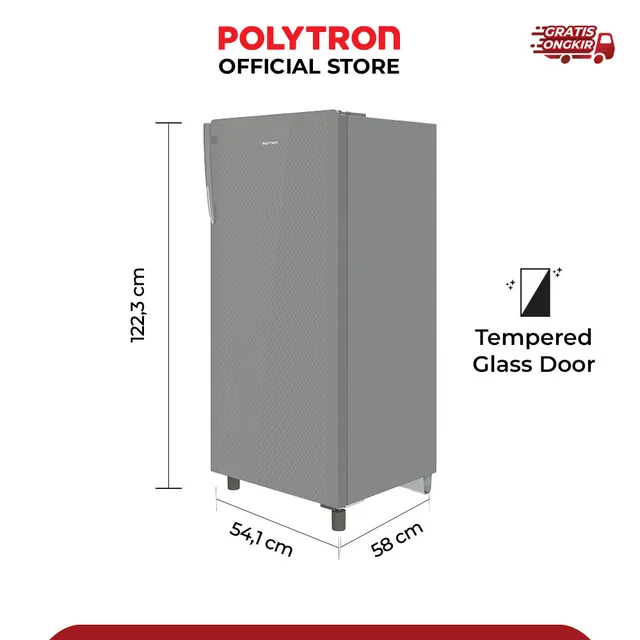 POLYTRON
OFFICIAL STORE
GRATIS
ONGKIR
POLYTRON
122,3 cm
Tempered
Glass Door
54,1 cm
58 cm